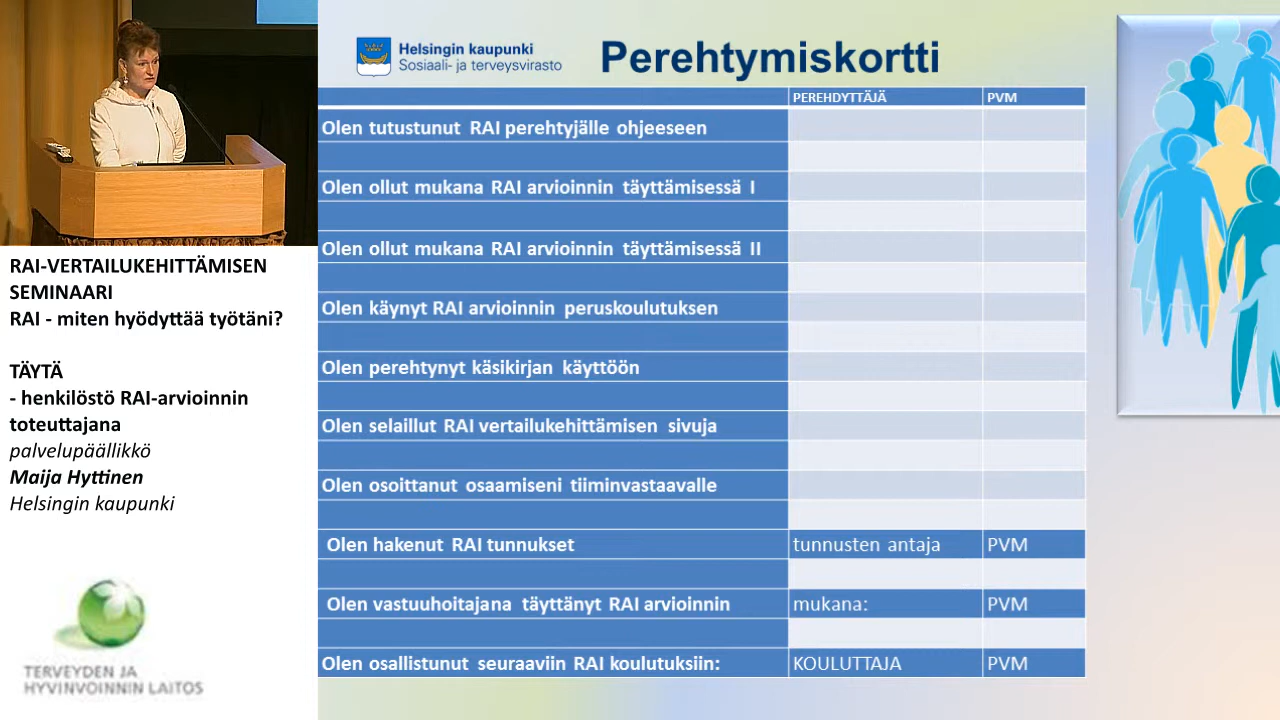 RAI-VERTAILUKEHITTÄMISEN
SEMINAARI
RAI - miten hyödyttää työtäni?
TÄYTÄ
- henkilöstö RAI-arvioinnin
toteuttajana
palvelupäällikkö
Maija Hyttinen
Helsingin kaupunki
TERVEYDEN JA
HYVINVOINNIN LAITOS
Helsingin kaupunki
Sosiaali- ja terveysvirasto
Perehtymiskortti
PEREHDYTTÄJÄ PVM
Olen tutustunut RAI perehtyjälle ohjeeseen
Olen ollut mukana RAI arvioinnin täyttämisessä I
Olen ollut mukana RAI arvioinnin täyttämisessä II
Olen käynyt RAI arvioinnin peruskoulutuksen
Olen perehtynyt käsikirjan käyttöön
Olen selaillut RAI vertailukehittämisen sivuja
Olen osoittanut osaamiseni tiiminvastaavalle
Olen hakenut RAI tunnukset tunnusten antaja PVM
Olen vastuuhoitajana täyttänyt RAI arvioinnin mukana: PVM
Olen osallistunut seuraaviin RAI koulutuksiin: KOULUTTAJA PVM